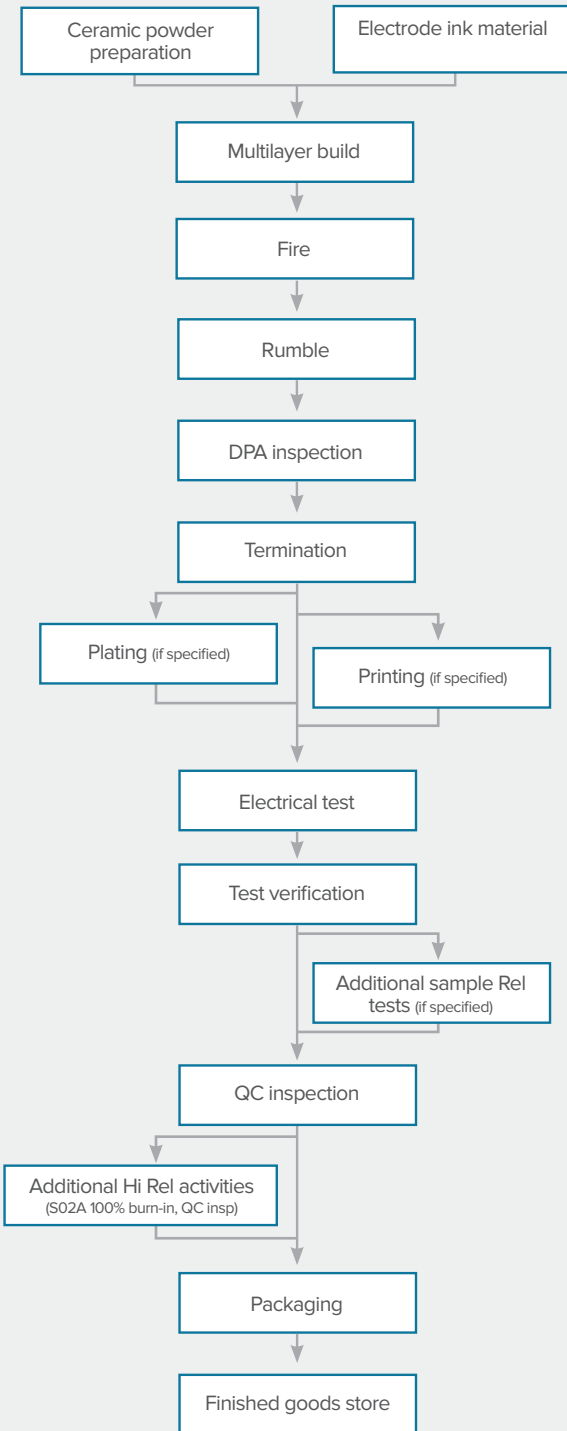 Ceramic powder
preparation
Electrode ink material
Multilayer build
Fire
Rumble
DPA inspection
Termination
Plating (if specified)
Printing (if specified)
Electrical test
Test verification
Additional sample Rel
tests (if specified)
QC inspection
Additional Hi Rel activities
(S02A 100% burn-in, QC insp)
Packaging
Finished goods store